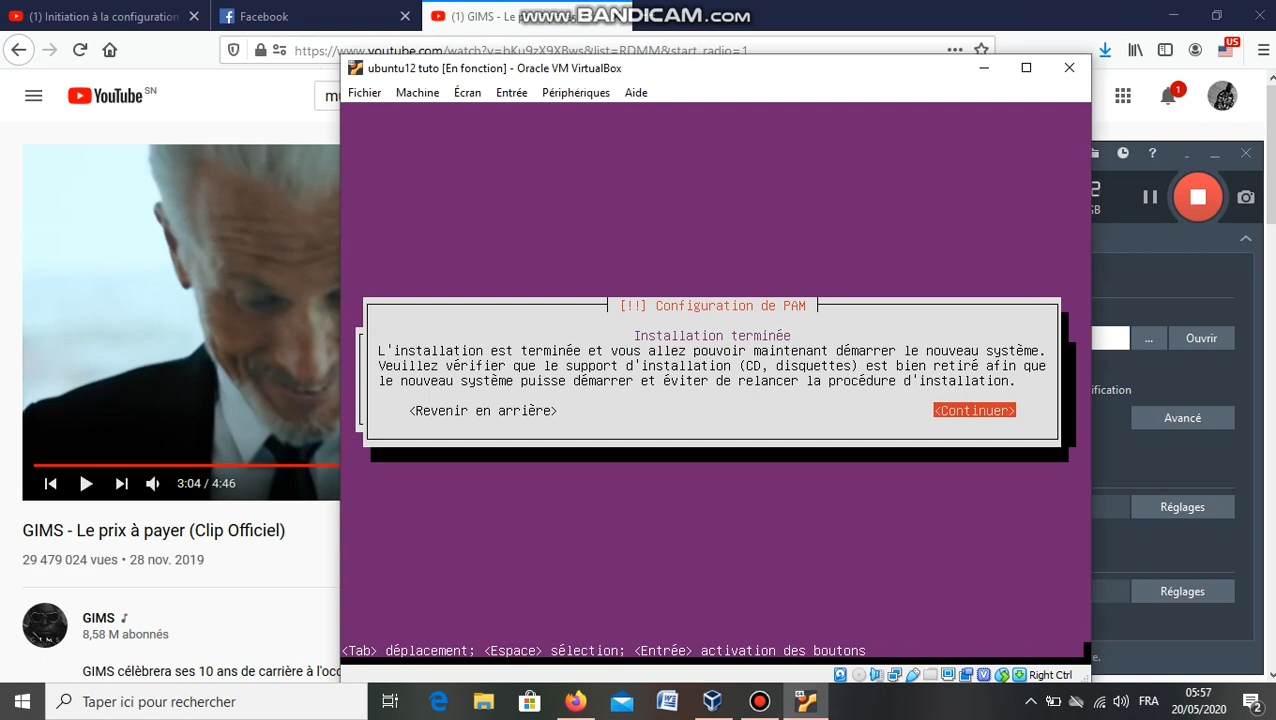 (1) Initiation à la configuration
Facebook
(1) GIMS - Le p
www.BANDICAM.com
https://www.youtube.com/watch?v=bKu9zX9XBws&list=RDMM&start_radio=1
US
ubuntu12 tuto [En fonction] - Oracle VM VirtualBox
Fichier Machine Écran Entrée Périphériques Aide
YouTube SN
mu
1
[!!] Configuration de PAM
Installation terminée
L'installation est terminée et vous allez pouvoir maintenant démarrer le nouveau système.
Veuillez vérifier que le support d'installation (CD, disquettes) est bien retiré afin que
le nouveau système puisse démarrer et éviter de relancer la procédure d'installation.
<Revenir en arrière> <Continuer>
<Tab> déplacement; <Espace> sélection; <Entrée> activation des boutons
Right Ctrl
3:04 / 4:46
GIMS - Le prix à payer (Clip Officiel)
29 479 024 vues • 28 nov. 2019
GIMS
8,58 M abonnés
GIMS célèbrera ses 10 ans de carrière à l'occ
2
GB
... Ouvrir
ification
Avancé
Réglages
Réglages
e.
Taper ici pour rechercher
FRA
05:57
20/05/2020
2